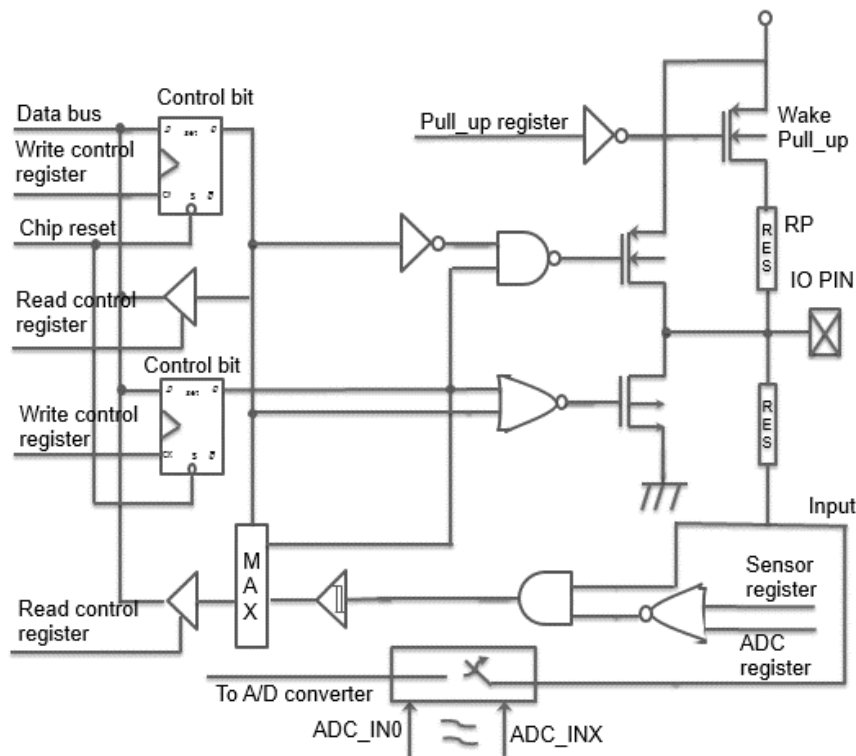 Control bit
Data bus
Pull_up register
Wake
Pull_up
Write control
register
Chip reset
RES
RP
IO PIN
Read control
register
Control bit
Write control
register
RES
Input
MAX
Sensor
register
Read control
register
ADC
register
To A/D converter
ADC_IN0
ADC_INX